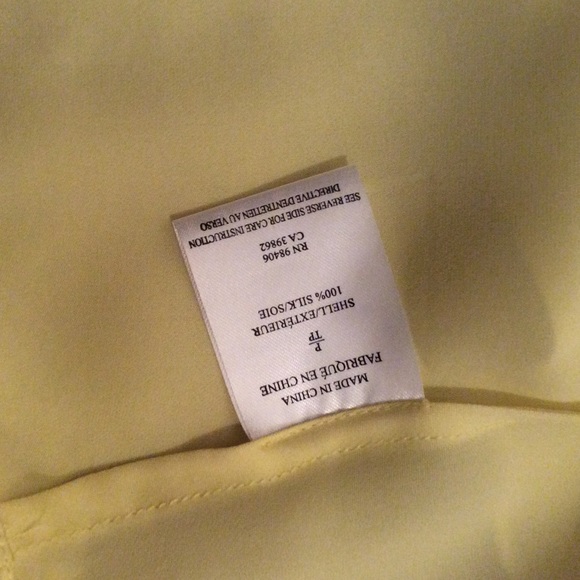 MADE IN CHINA
FABRIQUÉ EN CHINE
P
TP
SHELL/EXTÉRIEUR
100% SILK/SOIE
RN 98406
CA 39862
SEE REVERSE SIDE FOR CARE INSTRUCTION
DIRECTIVE D'ENTRETIEN AU VERSO